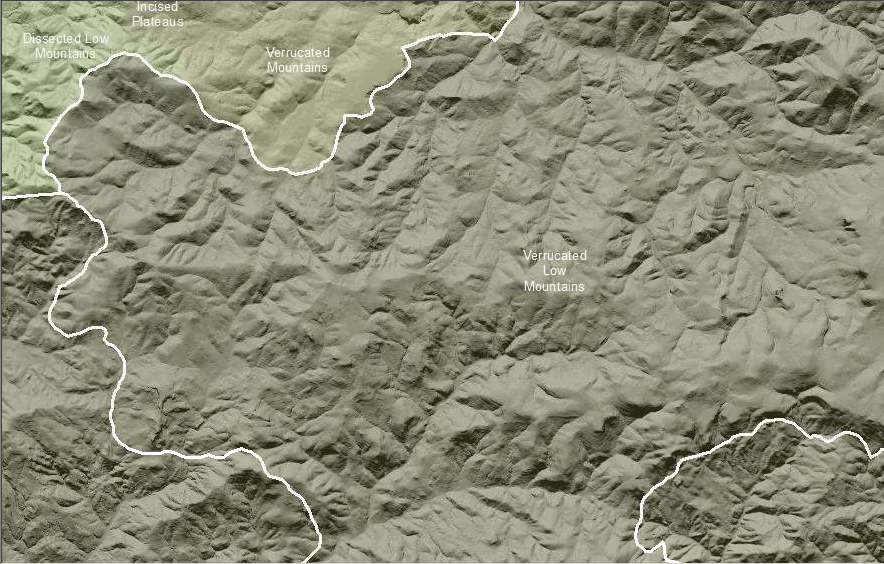 Incised
Plateaus
Dissected Low
Mountains
Verrucated
Mountains
Verrucated
Low
Mountains